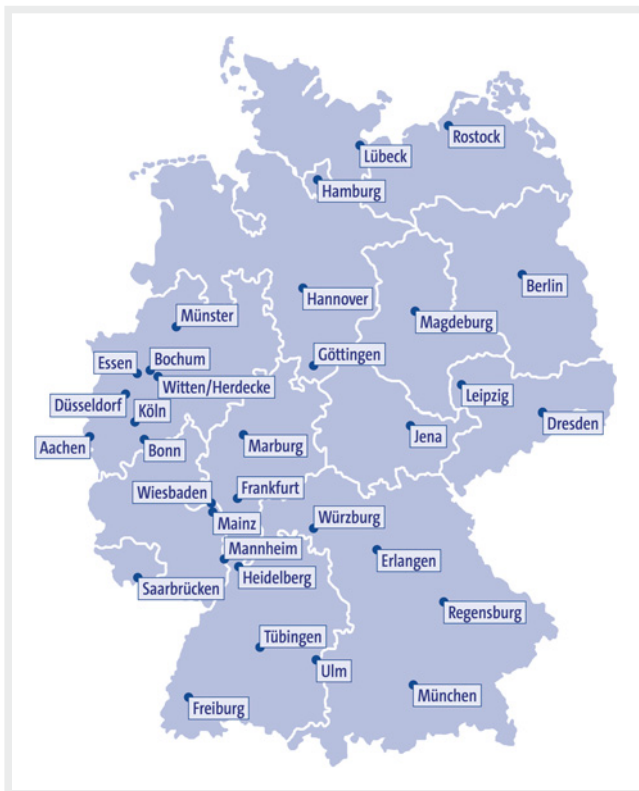 Rostock
Lübeck
Hamburg
Berlin
Hannover
Magdeburg
Münster
Göttingen
Essen
Bochum
Witten/Herdecke
Leipzig
Düsseldorf
Köln
Dresden
Aachen
Bonn
Marburg
Jena
Wiesbaden
Frankfurt
Mainz
Würzburg
Mannheim
Erlangen
Heidelberg
Saarbrücken
Regensburg
Tübingen
Ulm
München
Freiburg